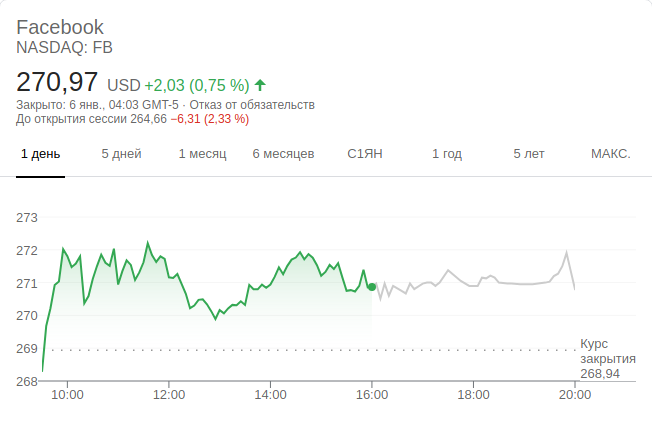 Facebook
NASDAQ: FB
270,97 USD +2,03 (0,75 %)
Закрыто: 6 янв., 04:03 GMT-5 · Отказ от обязательств
До открытия сессии 264,66 −6,31 (2,33 %)
1 день 5 дней 1 месяц 6 месяцев С1ЯН 1 год 5 лет МАКС.
273
272
271
270
269
268
Курс
закрытия
268,94
10:00 12:00 14:00 16:00 18:00 20:00